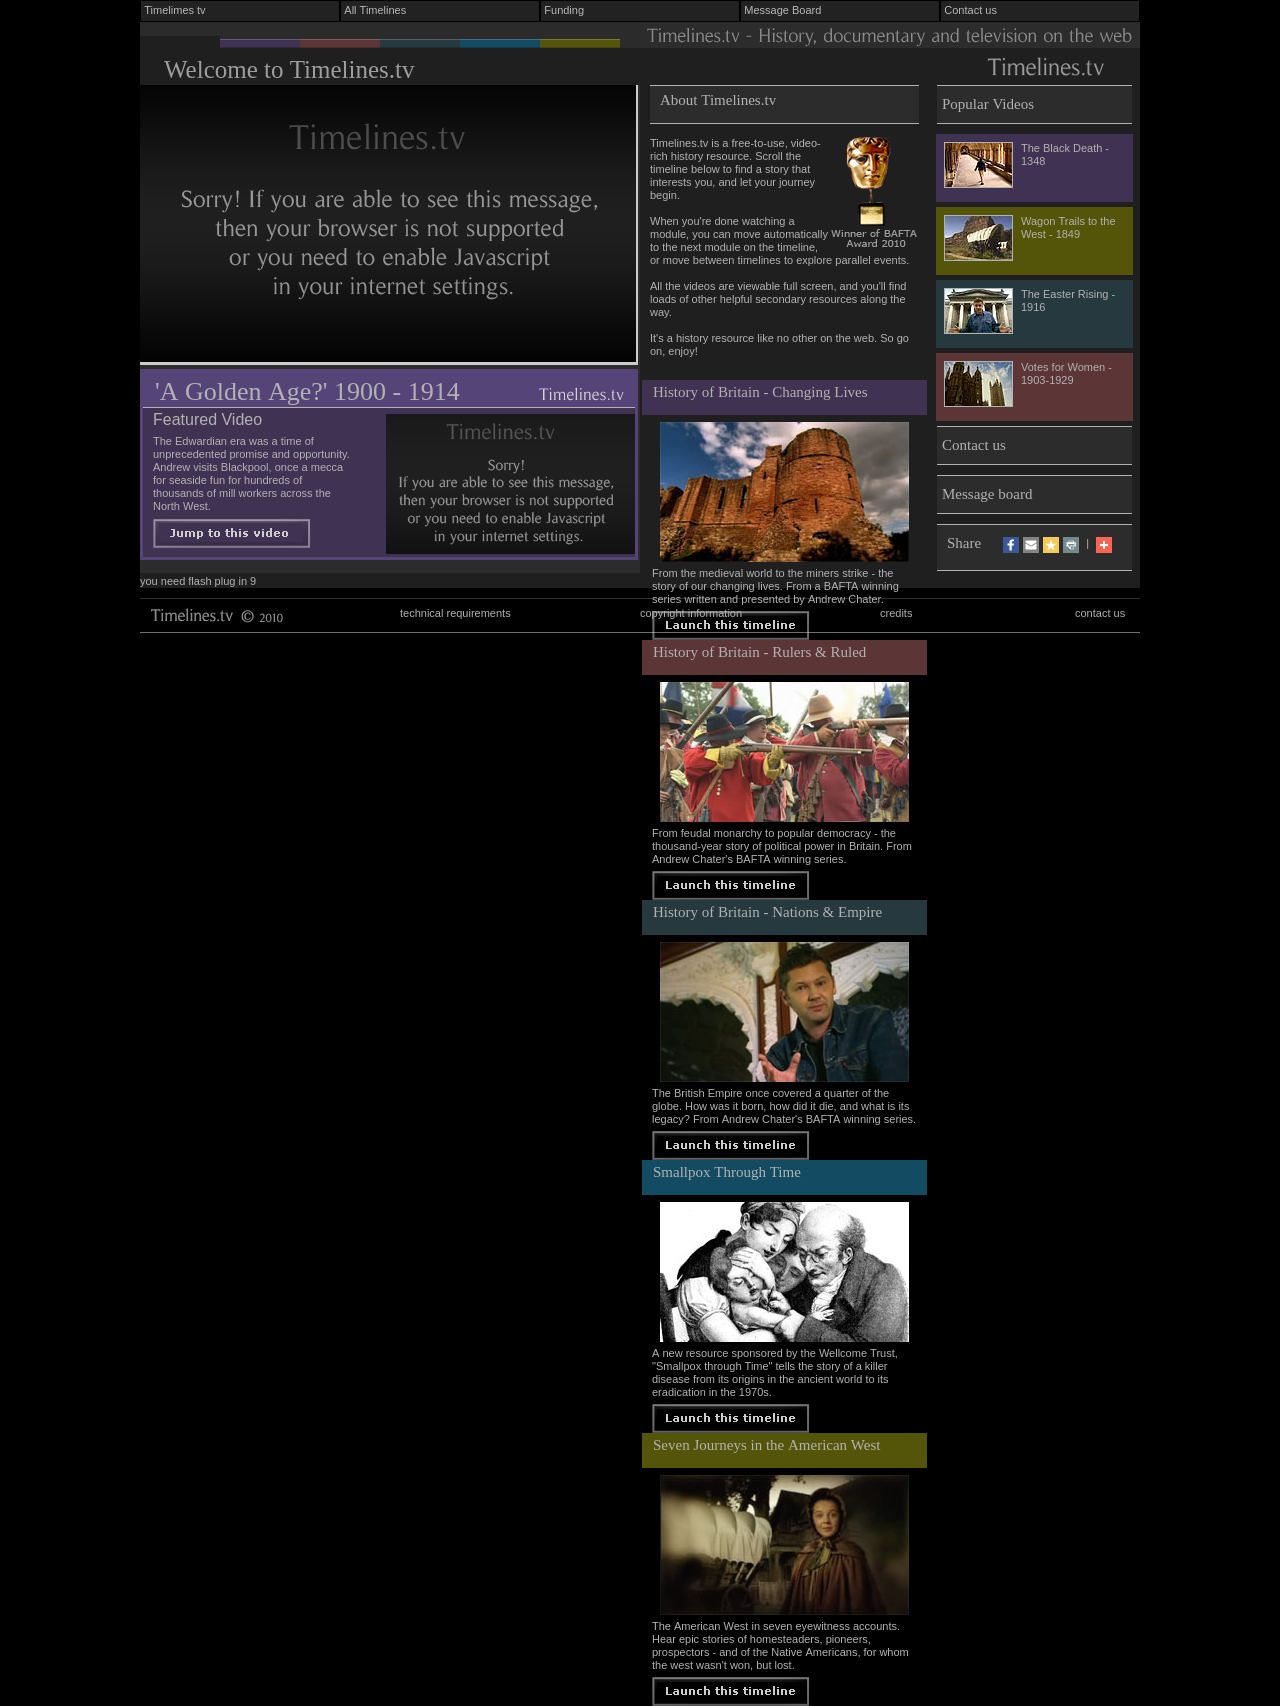 Timelimes tv
All Timelines
Funding
Message Board
Contact us
Timelines.tv - History, documentary and television on the web
Welcome to Timelines.tv
Timelines.tv
Timelines.tv
Sorry! If you are able to see this message,
then your browser is not supported
or you need to enable Javascript
in your internet settings.
'A Golden Age?' 1900 - 1914
Timelines.tv
Featured Video
The Edwardian era was a time of
unprecedented promise and opportunity.
Andrew visits Blackpool, once a mecca
for seaside fun for hundreds of
thousands of mill workers across the
North West.
Jump to this video
Timelines.tv
Sorry!
If you are able to see this message,
then your browser is not supported
or you need to enable Javascript
in your internet settings.
you need flash plug in 9
About Timelines.tv
Timelines.tv is a free-to-use, video-
rich history resource. Scroll the
timeline below to find a story that
interests you, and let your journey
begin.
When you're done watching a
module, you can move automatically
to the next module on the timeline,
or move between timelines to explore parallel events.
Winner of BAFTA
Award 2010
All the videos are viewable full screen, and you'll find
loads of other helpful secondary resources along the
way.
It's a history resource like no other on the web. So go
on, enjoy!
History of Britain - Changing Lives
From the medieval world to the miners strike - the
story of our changing lives. From a BAFTA winning
series written and presented by Andrew Chater.
Launch this timeline
History of Britain - Rulers & Ruled
From feudal monarchy to popular democracy - the
thousand-year story of political power in Britain. From
Andrew Chater's BAFTA winning series.
Launch this timeline
History of Britain - Nations & Empire
The British Empire once covered a quarter of the
globe. How was it born, how did it die, and what is its
legacy? From Andrew Chater's BAFTA winning series.
Launch this timeline
Smallpox Through Time
A new resource sponsored by the Wellcome Trust,
"Smallpox through Time" tells the story of a killer
disease from its origins in the ancient world to its
eradication in the 1970s.
Launch this timeline
Seven Journeys in the American West
The American West in seven eyewitness accounts.
Hear epic stories of homesteaders, pioneers,
prospectors - and of the Native Americans, for whom
the west wasn't won, but lost.
Launch this timeline
Popular Videos
The Black Death -
1348
Wagon Trails to the
West - 1849
The Easter Rising -
1916
Votes for Women -
1903-1929
Contact us
Message board
Share
Timelines.tv © 2010
technical requirements
copyright information
credits
contact us